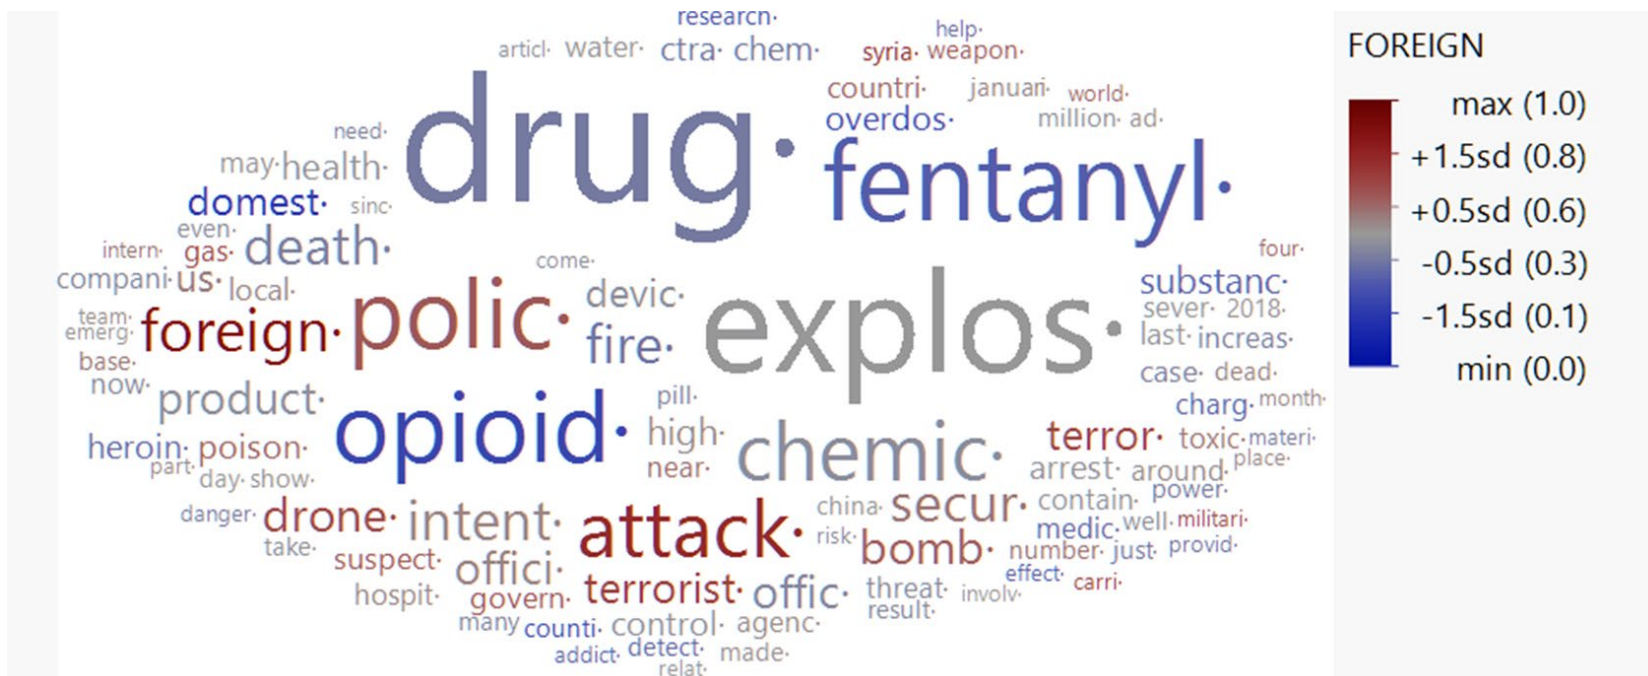 research·
help·
articl· water· ctra· chem· syria· weapon·
countri· januari· world·
overdos· million· ad·
need· drug· fentanyl·
may· health·
domest· sinc·
even·
intern· gas· death· come· four·
compani· us· local· devic· substanc·
team· sever· 2018·
emerg· foreign· polic· fire· explos· last· increas·
base· case· dead·
now· product· pill· charg· month·
heroin· poison· opioid· high· chemic· terror· toxic· materi·
part· day· show· near· arrest· around· place·
danger· drone· intent· attack· china· secur· contain· power·
take· risk· medic· well· militari·
suspect· offici· bomb· number· just· provid·
hospit· govern· terrorist· offic· threat· involv· effect· carri·
result·
many· counti· control· agenc·
addict· detect· made·
relat·
FOREIGN
max (1.0)
+1.5sd (0.8)
+0.5sd (0.6)
-0.5sd (0.3)
-1.5sd (0.1)
min (0.0)